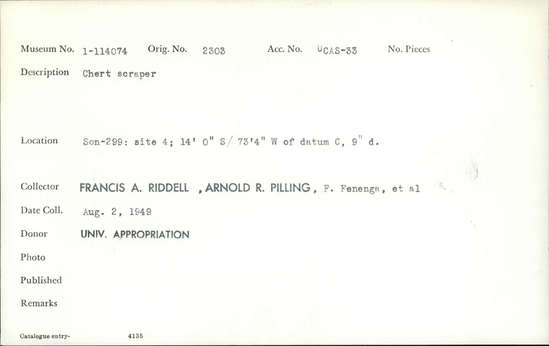 Museum No. 1-114074 Orig. No. 2303 Acc. No. UCAS-33 No. Pieces
Description Chert scraper
Location Son-299: site 4; 14' 0" S/ 73'4" W of datum C, 9" d.
Collector FRANCIS A. RIDDELL , ARNOLD R. PILLING, F. Fenenga, et al
Date Coll. Aug. 2, 1949
Donor UNIV. APPROPRIATION
Photo
Published
Remarks
Catalogue entry- 4135